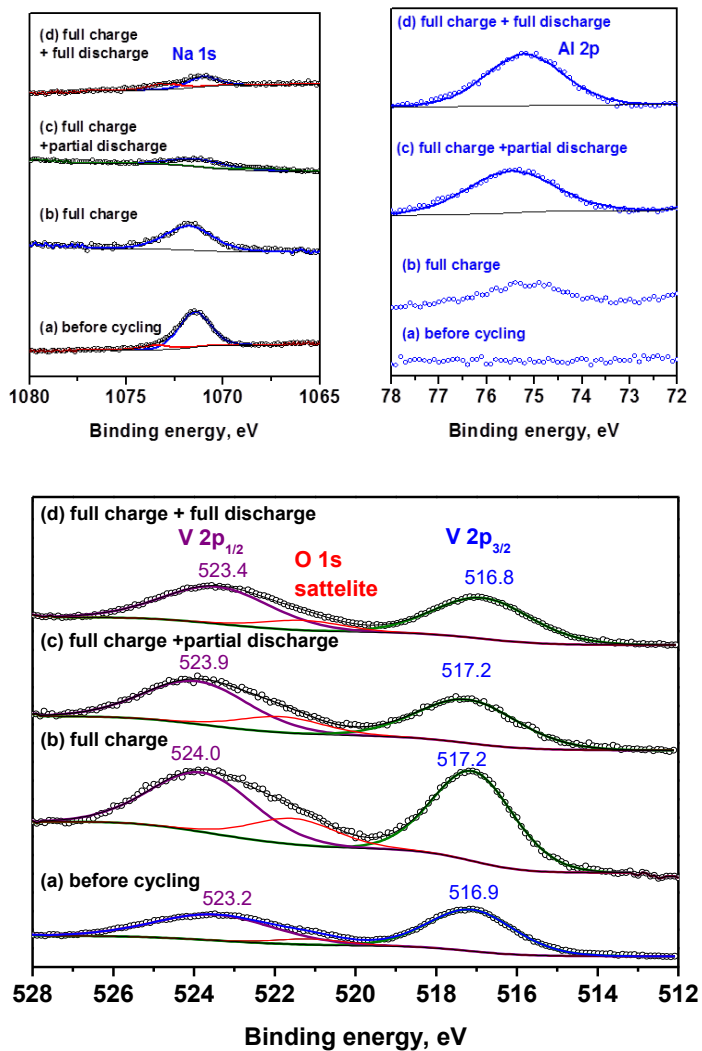 (d) full charge
+ full discharge
Na 1s
(c) full charge
+partial discharge
(b) full charge
(a) before cycling
1080 1075 1070 1065
Binding energy, eV
(d) full charge + full discharge
Al 2p
(c) full charge +partial discharge
(b) full charge
(a) before cycling
78 77 76 75 74 73 72
Binding energy, eV
(d) full charge + full discharge
V 2p1/2
O 1s
sattelite
V 2p3/2
523.4
516.8
(c) full charge +partial discharge
523.9
517.2
(b) full charge
524.0
517.2
(a) before cycling
523.2
516.9
528 526 524 522 520 518 516 514 512
Binding energy, eV